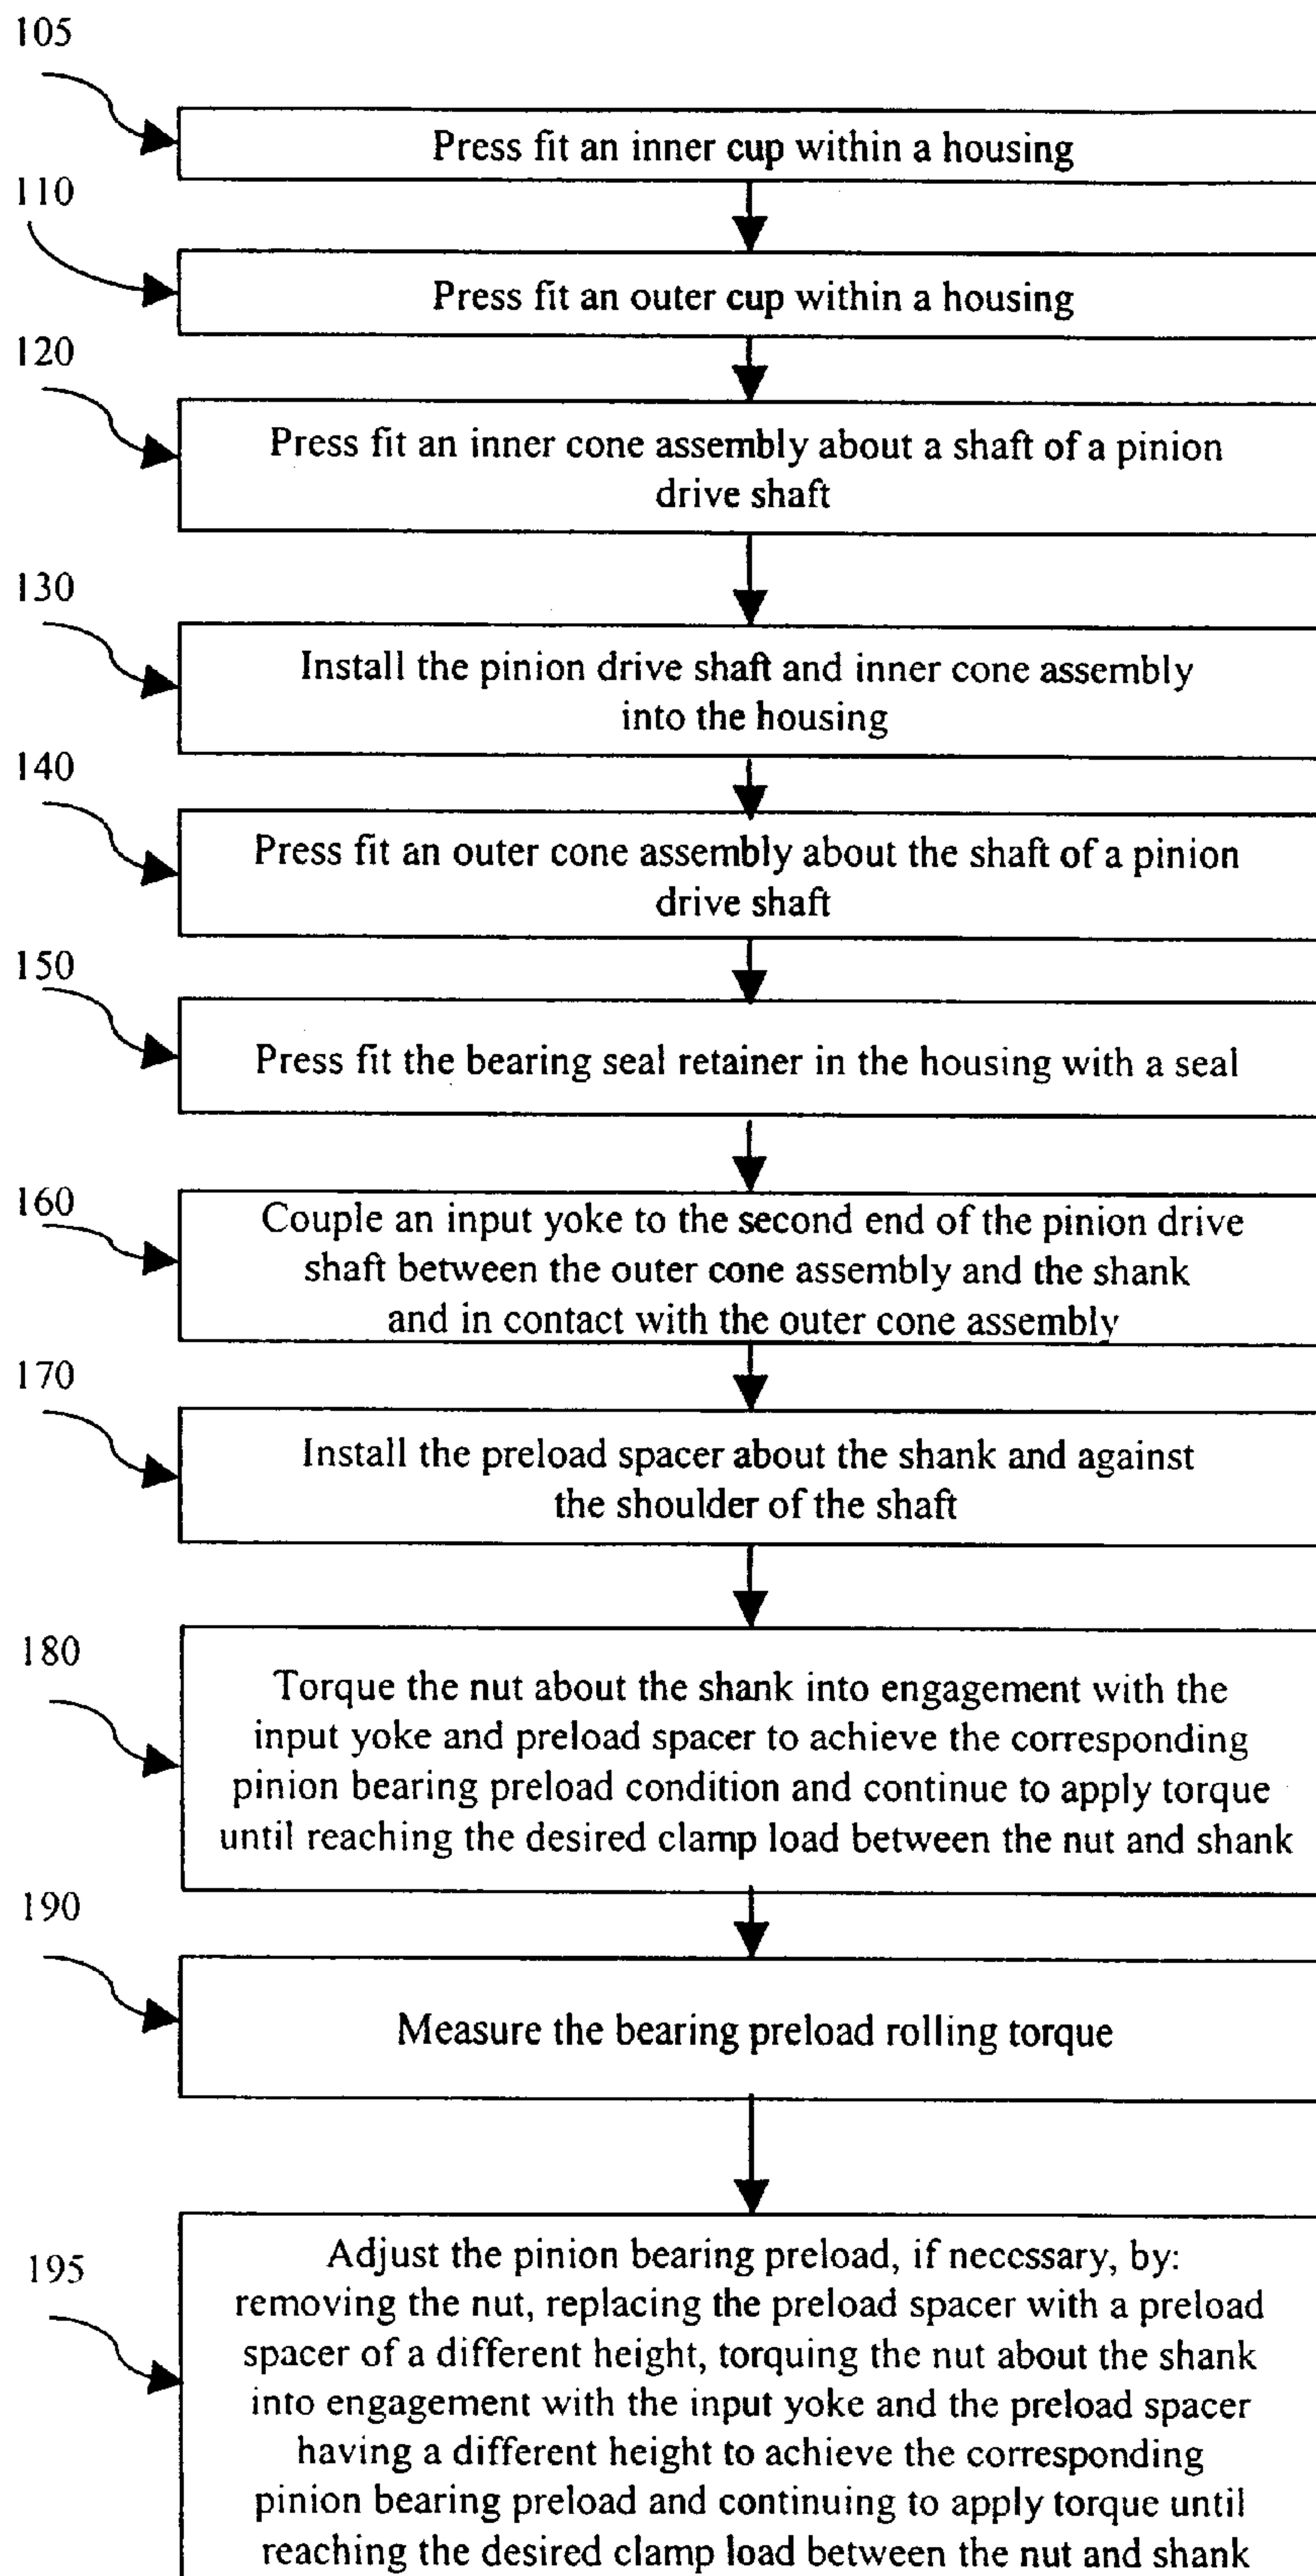 105
Press fit an inner cup within a housing
110
Press fit an outer cup within a housing
120
Press fit an inner cone assembly about a shaft of a pinion
drive shaft
130
Install the pinion drive shaft and inner cone assembly
into the housing
140
Press fit an outer cone assembly about the shaft of a pinion
drive shaft
150
Press fit the bearing seal retainer in the housing with a seal
160
Couple an input yoke to the second end of the pinion drive
shaft between the outer cone assembly and the shank
and in contact with the outer cone assembly
170
Install the preload spacer about the shank and against
the shoulder of the shaft
180
Torque the nut about the shank into engagement with the
input yoke and preload spacer to achieve the corresponding
pinion bearing preload condition and continue to apply torque
until reaching the desired clamp load between the nut and shank
190
Measure the bearing preload rolling torque
195
Adjust the pinion bearing preload, if necessary, by:
removing the nut, replacing the preload spacer with a preload
spacer of a different height, torquing the nut about the shank
into engagement with the input yoke and the preload spacer
having a different height to achieve the corresponding
pinion bearing preload and continuing to apply torque until
reaching the desired clamp load between the nut and shank